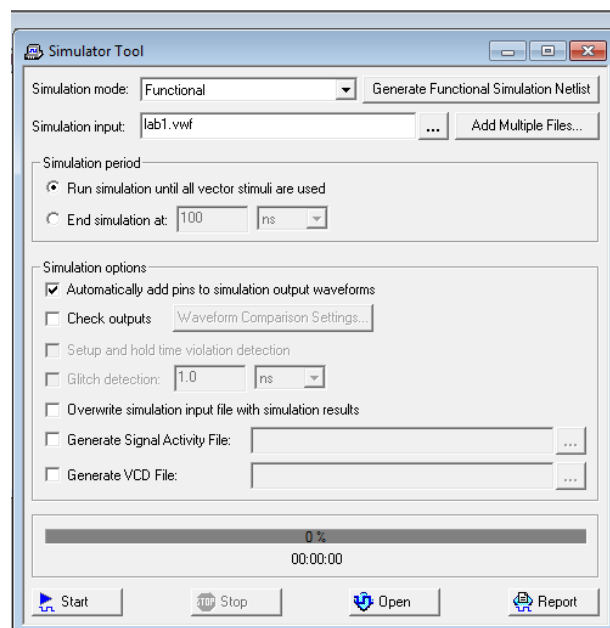 Simulator Tool
Simulation mode: Functional Generate Functional Simulation Netlist
Simulation input: lab1.vwf ... Add Multiple Files...
Simulation period
Run simulation until all vector stimuli are used
End simulation at: 100 ns
Simulation options
Automatically add pins to simulation output waveforms
Check outputs Waveform Comparison Settings...
Setup and hold time violation detection
Glitch detection: 1.0 ns
Overwrite simulation input file with simulation results
Generate Signal Activity File: ...
Generate VCD File: ...
0 %
00:00:00
Start STOP Stop Open Report